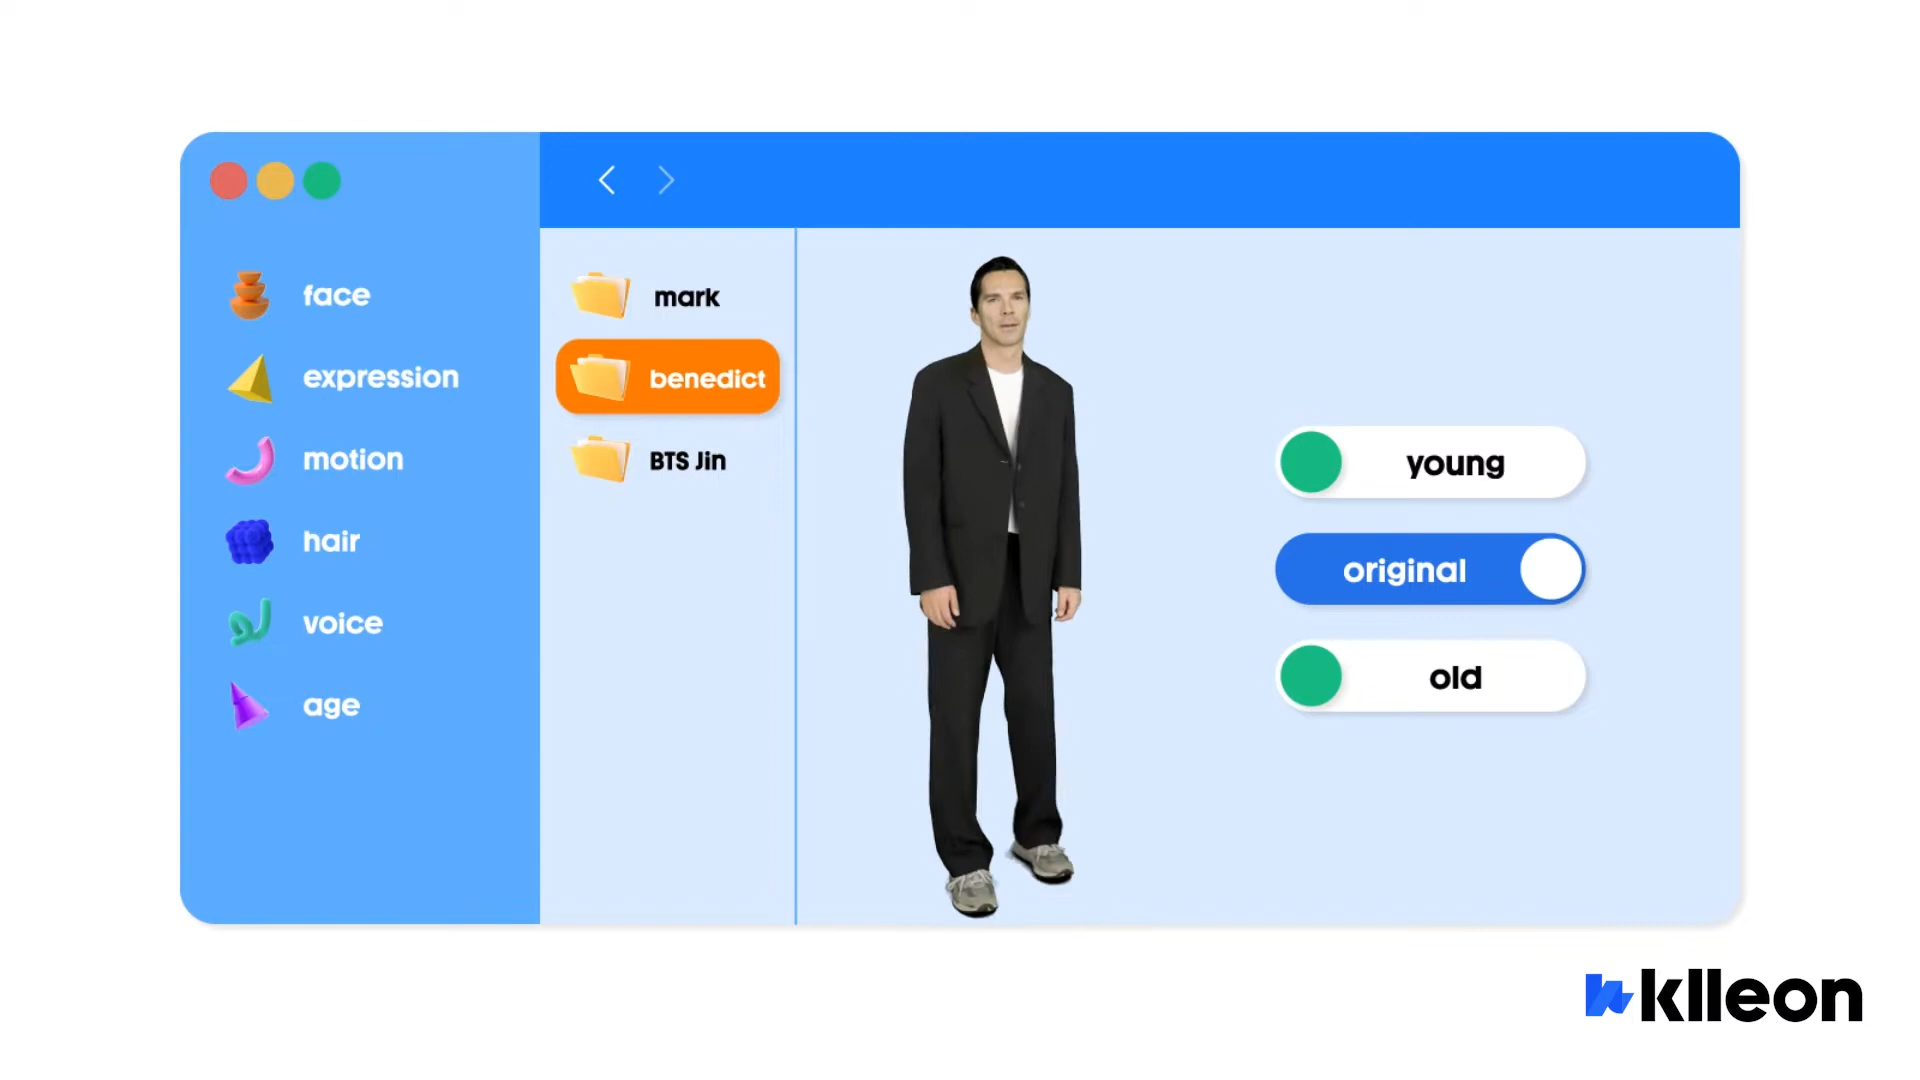 face
expression
motion
hair
voice
age
mark
benedict
BTS Jin
young
original
old
klleon